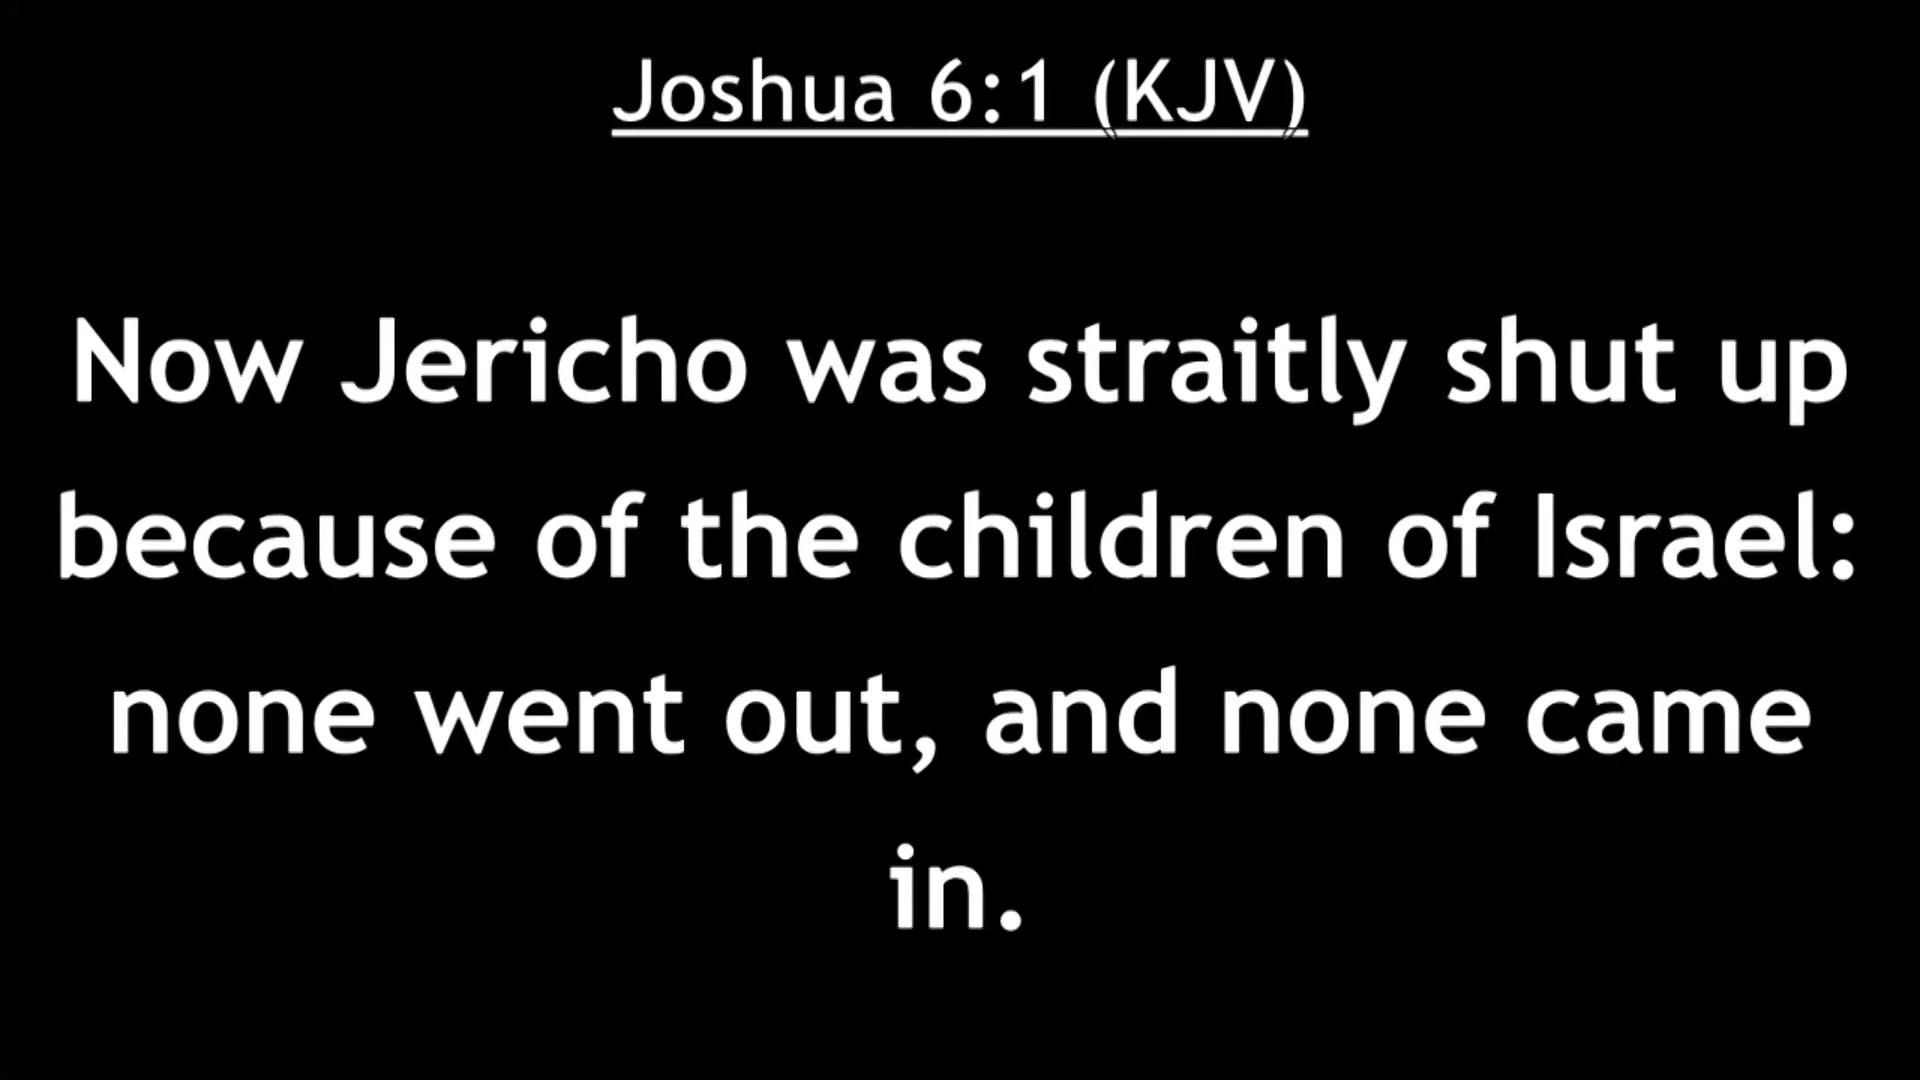 Joshua 6:1 (KJV)
Now Jericho was straitly shut up
because of the children of Israel:
none went out, and none came
in.